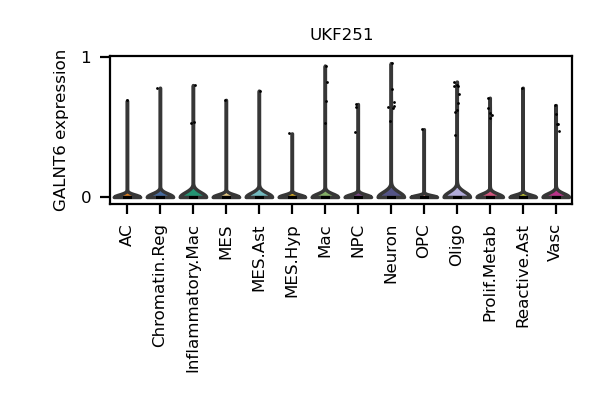 UKF251
GALNT6 expression
1
0
AC
Chromatin.Reg
Inflammatory.Mac
MES
MES.Ast
MES.Hyp
Mac
NPC
Neuron
OPC
Oligo
Prolif.Metab
Reactive.Ast
Vasc